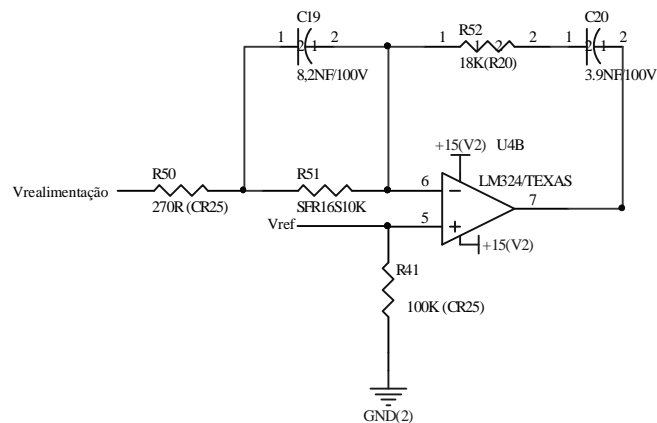 C19
1 2 1 2
8,2NF/100V
R52
1 1 2 2
18K(R20)
C20
1 2 1 2
3.9NF/100V
+15(V2) U4B
LM324/TEXAS
Vrealimentação
R50
270R (CR25)
R51
SFR16S10K
6
7
Vref
5
+15(V2)
R41
100K (CR25)
GND(2)